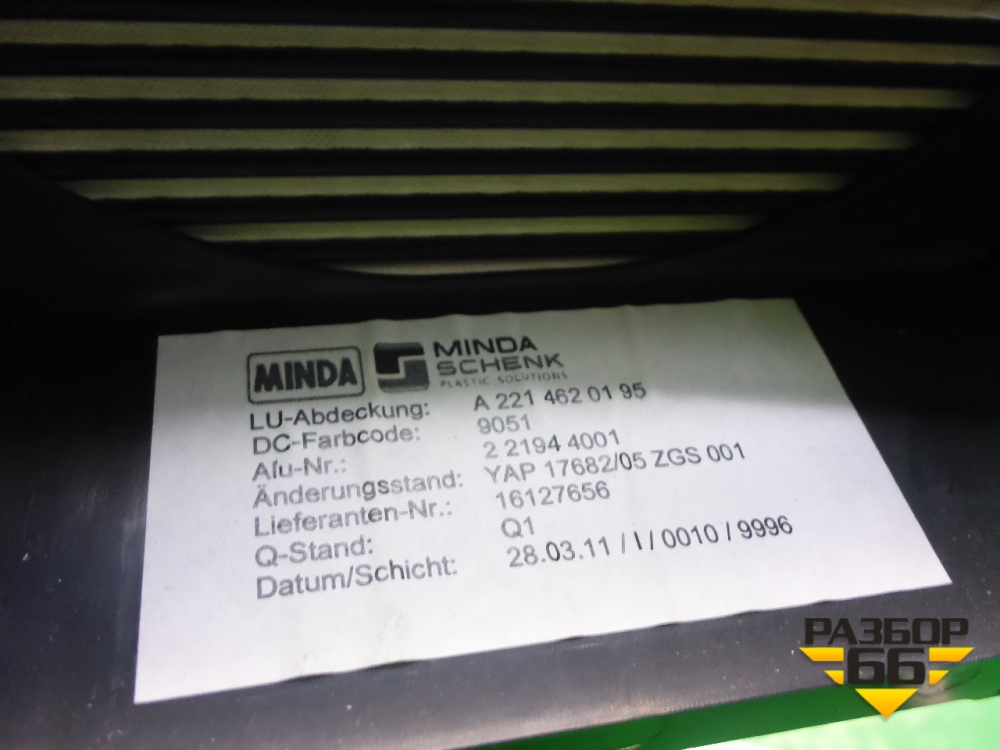 MINDA
MINDA
SCHENK
PLASTIC SOLUTIONS
LU-Abdeckung: A 221 462 01 95
DC-Farbcode: 9051
Afu-Nr.: 2 2194 4001
Änderungsstand: YAP 17682/05 ZGS 001
Lieferanten-Nr.: 16127656
Q-Stand: Q1
Datum/Schicht: 28.03.11 / I / 0010 / 9996
РАЗБОР
66